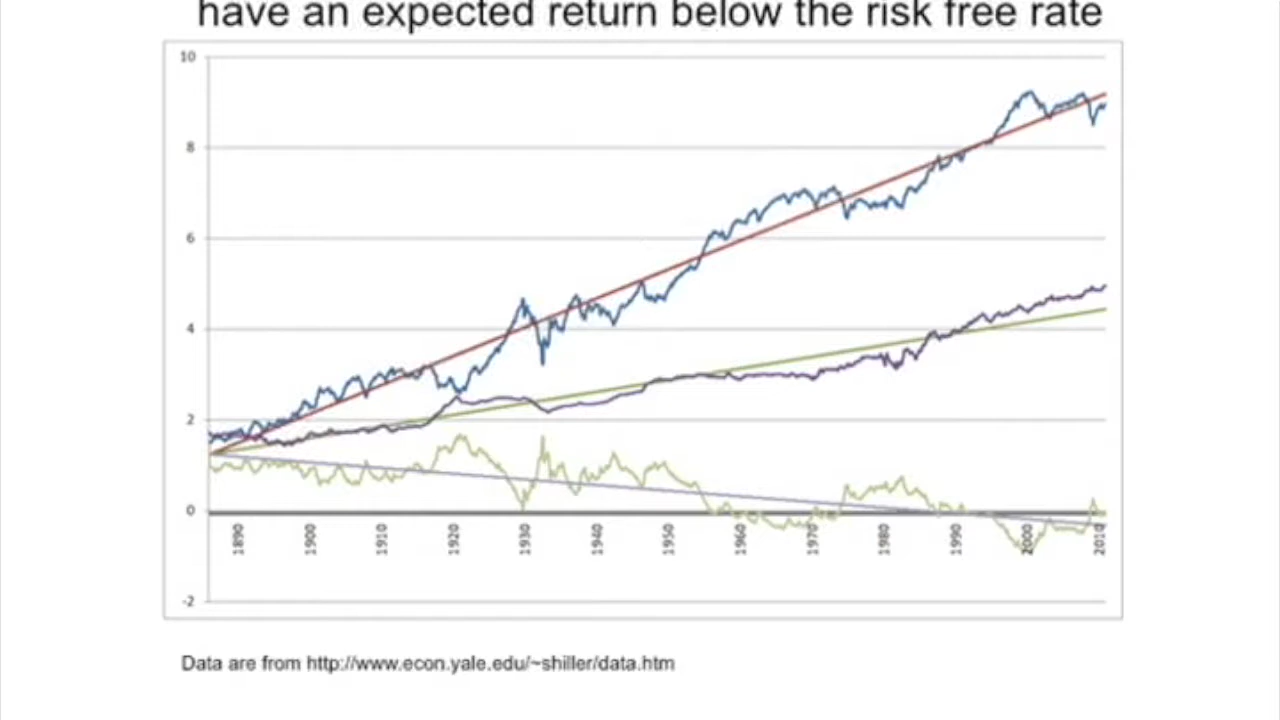 have an expected return below the risk free rate
10
8
6
4
2
0
1890 1900 1910 1920 1930 1940 1950 1960 1970 1980 1990 2000 2010
-2
Data are from http://www.econ.yale.edu/~shiller/data.htm